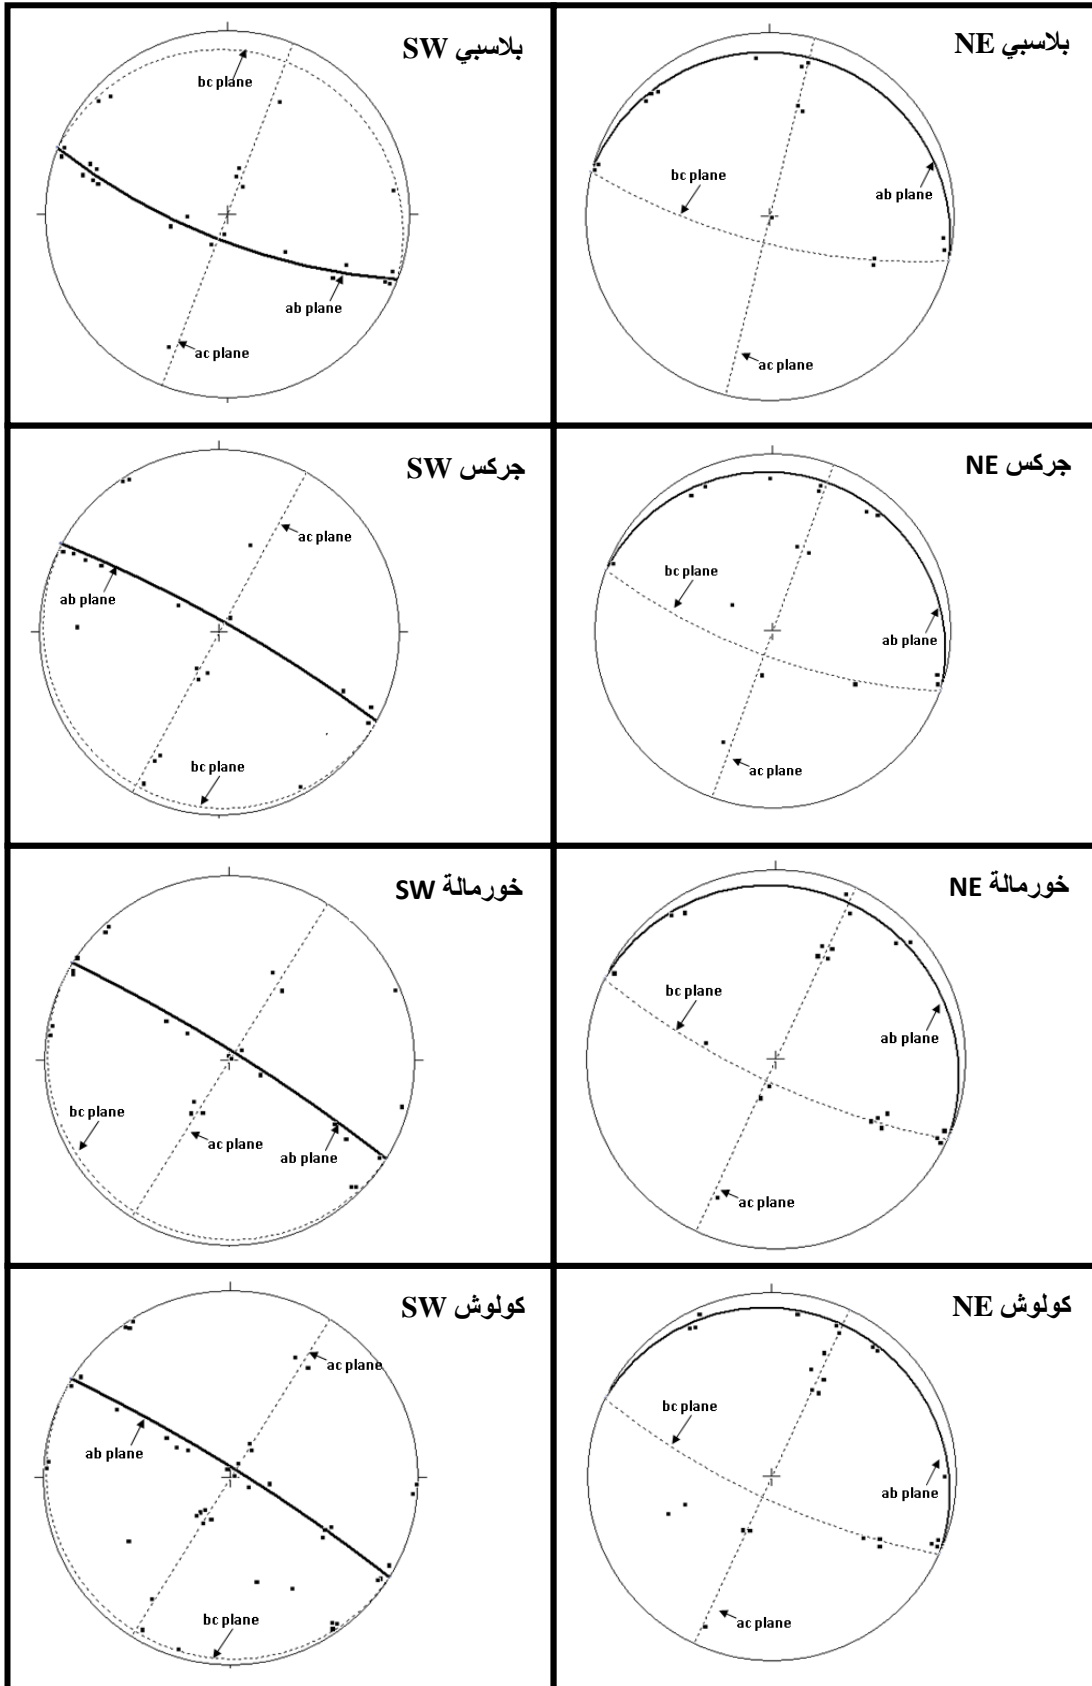 بلاسبي SW
bc plane
ab plane
ac plane
بلاسبي NE
bc plane
ab plane
ac plane
جركس SW
ac plane
ab plane
bc plane
جركس NE
bc plane
ab plane
ac plane
خورمالة SW
bc plane
ac plane
ab plane
خورمالة NE
bc plane
ab plane
ac plane
كولوش SW
ac plane
ab plane
bc plane
كولوش NE
bc plane
ab plane
ac plane